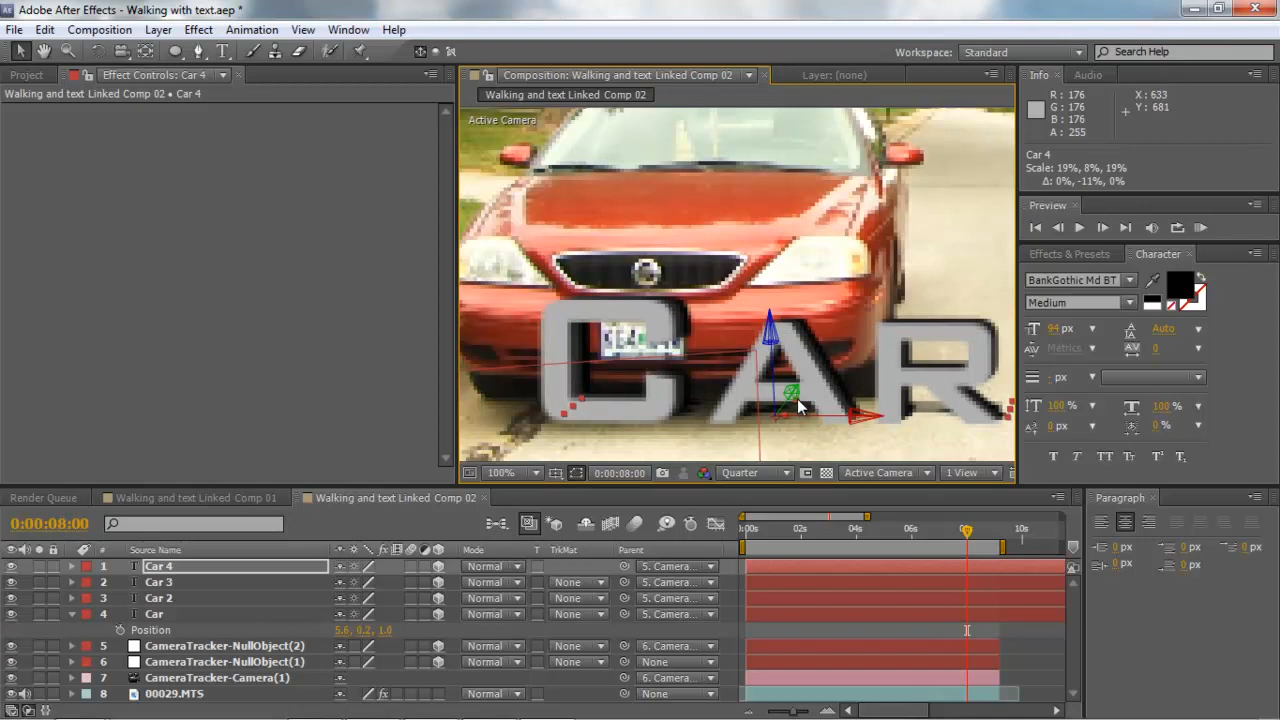 Adobe After Effects - Walking with text.aep *
File Edit Composition Layer Effect Animation View Window Help
Workspace: Standard Search Help
Project Effect Controls: Car 4 Composition: Walking and text Linked Comp 02 Layer: (none) Info Audio
Walking and text Linked Comp 02 • Car 4
Walking and text Linked Comp 02
Active Camera
R : 176 X : 633
G : 176 Y : 681
B : 176
A : 255
Car 4
Scale: 19%, 8%, 19%
Δ: 0%, -11%, 0%
Preview
Effects & Presets Character
BankGothic Md BT
Medium
94 px Auto
Metrics 0
- px
100 % 100 %
0 px 0 %
T T TT Tт T¹ T₁
CAR
100% 0:00:08:00 Quarter Active Camera 1 View
Render Queue Walking and text Linked Comp 01 Walking and text Linked Comp 02 Paragraph
0:00:08:00
:00s 02s 04s 06s 10s
# Source Name Mode T TrkMat Parent
1 T Car 4 Normal 5. Camera...
2 T Car 3 Normal None 5. Camera...
3 T Car 2 Normal None 5. Camera...
4 T Car Normal None 5. Camera...
Position 5.6, 0.2, 1.0
5 CameraTracker-NullObject(2) Normal None 6. Camera...
6 CameraTracker-NullObject(1) Normal None None
7 CameraTracker-Camera(1) 6. Camera...
8 00029.MTS fx Normal None None
0 px 0 px 0 px
0 px 0 px